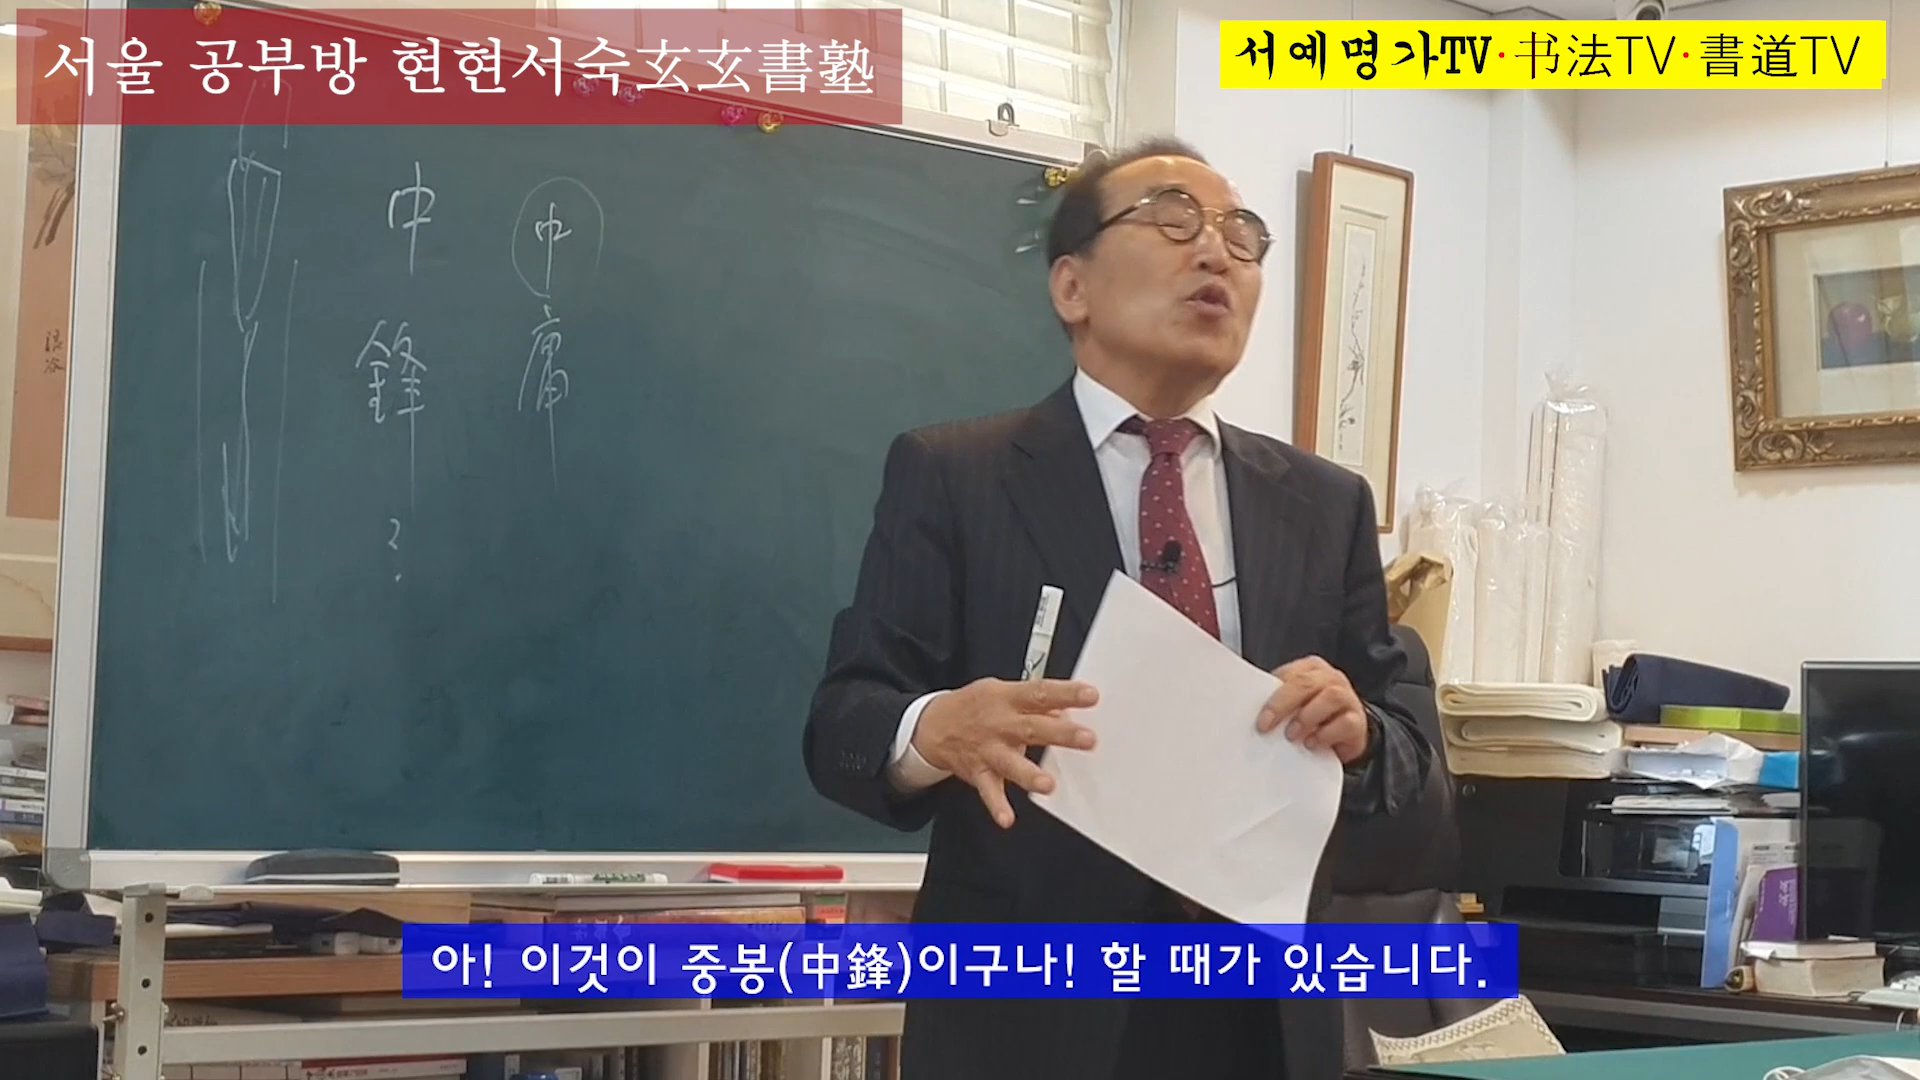 서울 공부방 현현서숙玄玄書塾
서예명가TV·书法TV·書道TV
中鋒?
中庸
浪谷
아! 이것이 중봉(中鋒)이구나! 할 때가 있습니다.